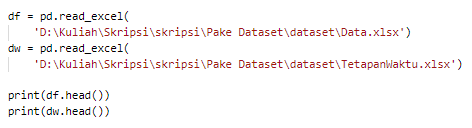 df = pd.read_excel(
    'D:\Kuliah\Skripsi\skripsi\Pake Dataset\dataset\Data.xlsx')
dw = pd.read_excel(
    'D:\Kuliah\Skripsi\skripsi\Pake Dataset\dataset\TetapanWaktu.xlsx')
print(df.head())
print(dw.head())